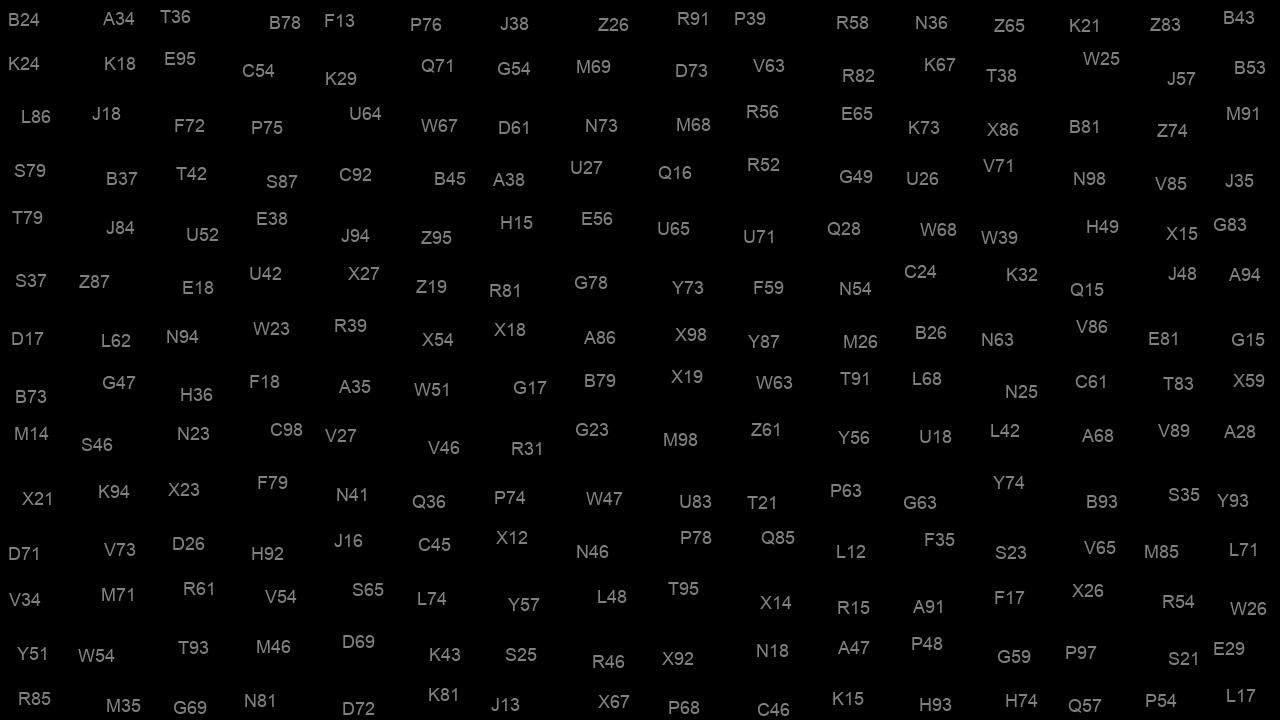 B24 A34 T36 B78 F13 P76 J38 Z26 R91 P39 R58 N36 Z65 K21 Z83 B43
K24 K18 E95 C54 K29 Q71 G54 M69 D73 V63 R82 K67 T38 W25 J57 B53
L86 J18 F72 P75 U64 W67 D61 N73 M68 R56 E65 K73 X86 B81 Z74 M91
S79 B37 T42 S87 C92 B45 A38 U27 Q16 R52 G49 U26 V71 N98 V85 J35
T79 J84 U52 E38 J94 Z95 H15 E56 U65 U71 Q28 W68 W39 H49 X15 G83
S37 Z87 E18 U42 X27 Z19 R81 G78 Y73 F59 N54 C24 K32 Q15 J48 A94
D17 L62 N94 W23 R39 X54 X18 A86 X98 Y87 M26 B26 N63 V86 E81 G15
B73 G47 H36 F18 A35 W51 G17 B79 X19 W63 T91 L68 N25 C61 T83 X59
M14 S46 N23 C98 V27 V46 R31 G23 M98 Z61 Y56 U18 L42 A68 V89 A28
X21 K94 X23 F79 N41 Q36 P74 W47 U83 T21 P63 G63 Y74 B93 S35 Y93
D71 V73 D26 H92 J16 C45 X12 N46 P78 Q85 L12 F35 S23 V65 M85 L71
V34 M71 R61 V54 S65 L74 Y57 L48 T95 X14 R15 A91 F17 X26 R54 W26
Y51 W54 T93 M46 D69 K43 S25 R46 X92 N18 A47 P48 G59 P97 S21 E29
R85 M35 G69 N81 D72 K81 J13 X67 P68 C46 K15 H93 H74 Q57 P54 L17